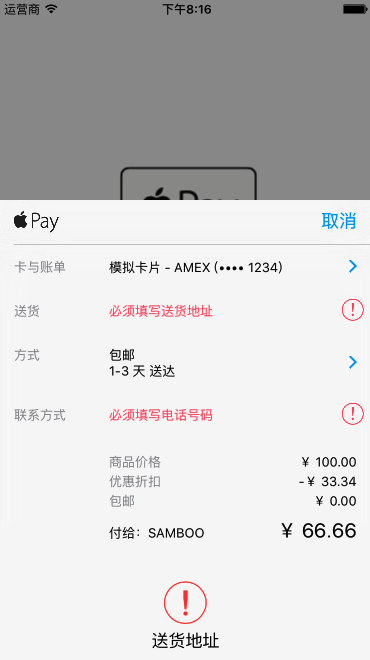 运营商 下午8:16
Pay
Pay 取消
卡与账单 模拟卡片 - AMEX (•••• 1234)
送货 必须填写送货地址
方式 包邮
1-3 天 送达
联系方式 必须填写电话号码
商品价格 ¥ 100.00
优惠折扣 -¥ 33.34
包邮 ¥ 0.00
付给：SAMBOO ¥ 66.66
送货地址